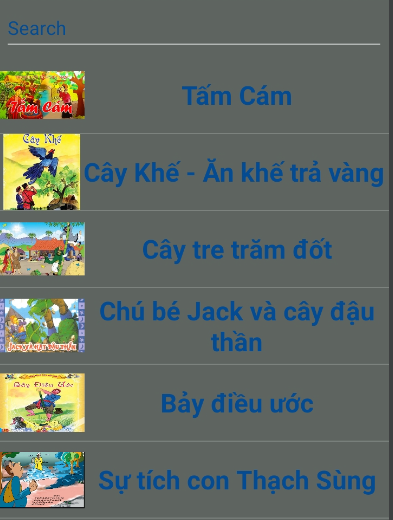 Search
Tấm Cám
Tấm Cám
Cây Khế
Cây Khế - Ăn khế trả vàng
Cây tre trăm đốt
Chú bé Jack và cây đậu
thần
Bảy Điều Ước
Bảy điều ước
Sự tích con Thạch Sùng